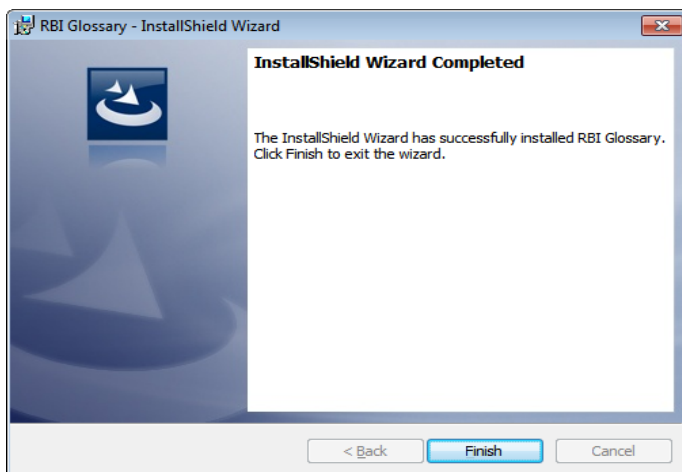 RBI Glossary - InstallShield Wizard
InstallShield Wizard Completed
The InstallShield Wizard has successfully installed RBI Glossary.
Click Finish to exit the wizard.
< Back
Finish
Cancel